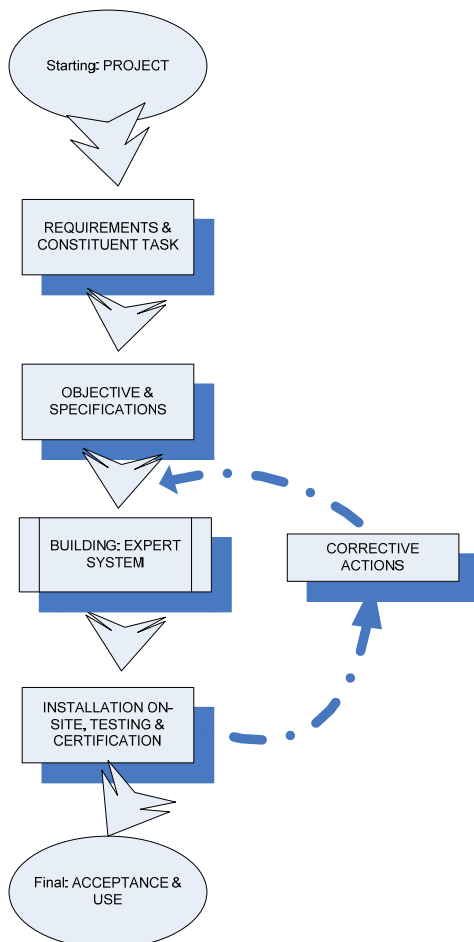 Starting: PROJECT
REQUIREMENTS &
CONSTITUENT TASK
OBJECTIVE &
SPECIFICATIONS
BUILDING: EXPERT
SYSTEM
CORRECTIVE
ACTIONS
INSTALLATION ON-
SITE, TESTING &
CERTIFICATION
Final: ACCEPTANCE &
USE